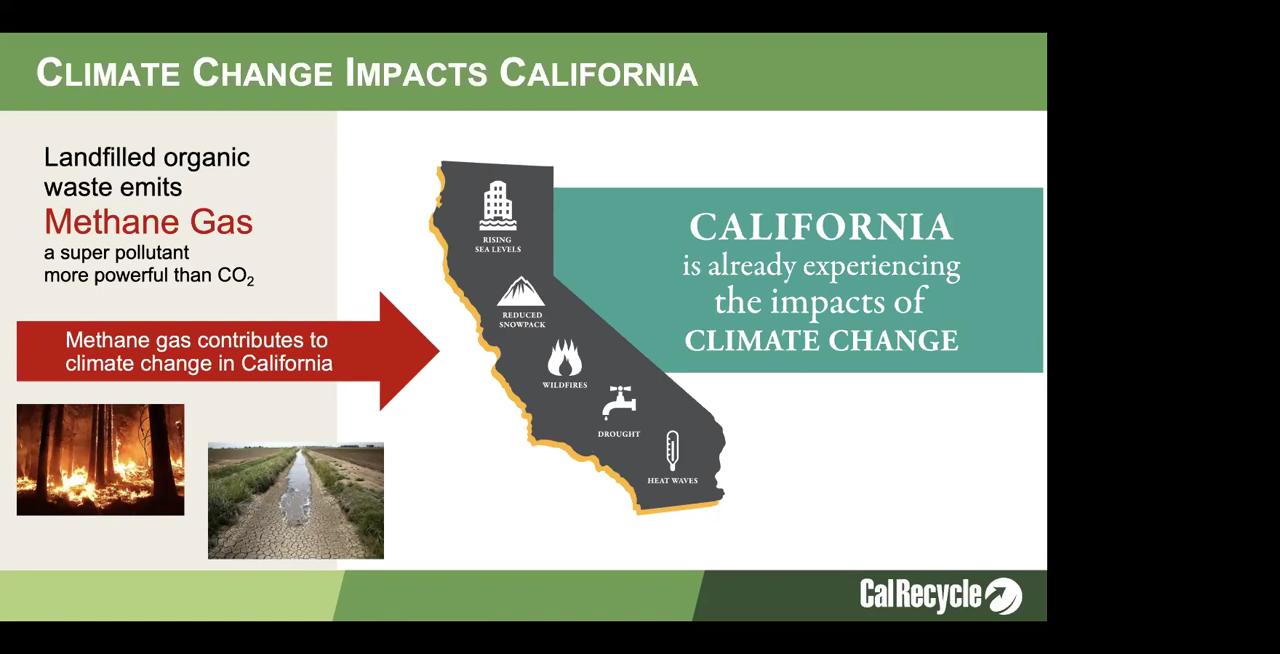 CLIMATE CHANGE IMPACTS CALIFORNIA
Landfilled organic
waste emits
Methane Gas
a super pollutant
more powerful than CO₂
Methane gas contributes to
climate change in California
RISING
SEA LEVELS
REDUCED
SNOWPACK
WILDFIRES
DROUGHT
HEAT WAVES
CALIFORNIA
is already experiencing
the impacts of
CLIMATE CHANGE
CalRecycle